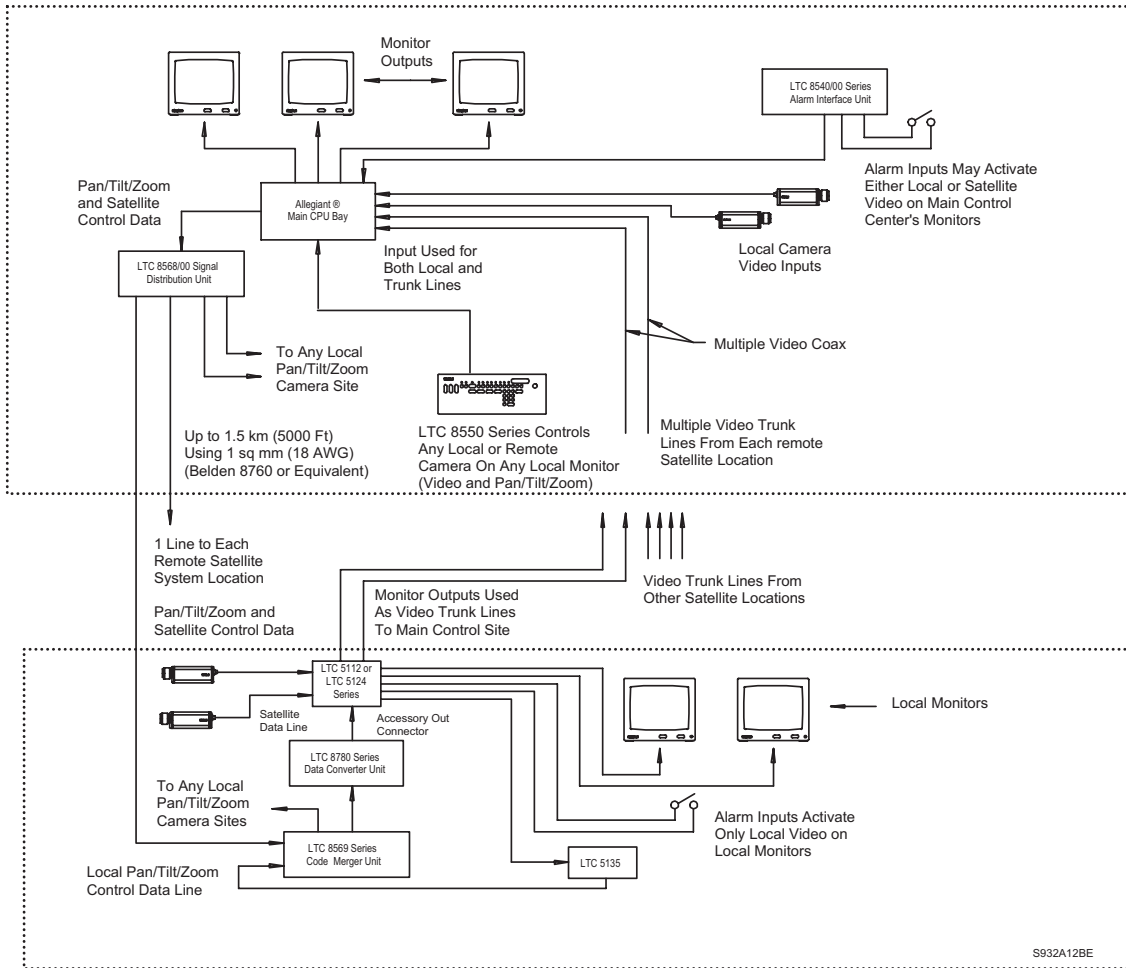 Monitor
Outputs
LTC 8540/00 Series
Alarm Interface Unit
Pan/Tilt/Zoom
and Satellite
Control Data
Allegiant ®
Main CPU Bay
Alarm Inputs May Activate
Either Local or Satellite
Video on Main Control
Center's Monitors
LTC 8568/00 Signal
Distribution Unit
Input Used for
Both Local and
Trunk Lines
Local Camera
Video Inputs
To Any Local
Pan/Tilt/Zoom
Camera Site
Multiple Video Coax
Up to 1.5 km (5000 Ft)
Using 1 sq mm (18 AWG)
(Belden 8760 or Equivalent)
LTC 8550 Series Controls
Any Local or Remote
Camera On Any Local Monitor
(Video and Pan/Tilt/Zoom)
Multiple Video Trunk
Lines From Each remote
Satellite Location
1 Line to Each
Remote Satellite
System Location
Pan/Tilt/Zoom and
Satellite Control Data
Monitor Outputs Used
As Video Trunk Lines
To Main Control Site
Video Trunk Lines From
Other Satellite Locations
LTC 5112 or
LTC 5124
Series
Local Monitors
Satellite
Data Line
Accessory Out
Connector
LTC 8780 Series
Data Converter Unit
To Any Local
Pan/Tilt/Zoom
Camera Sites
Alarm Inputs Activate
Only Local Video on
Local Monitors
LTC 8569 Series
Code Merger Unit
LTC 5135
Local Pan/Tilt/Zoom
Control Data Line
S932A12BE